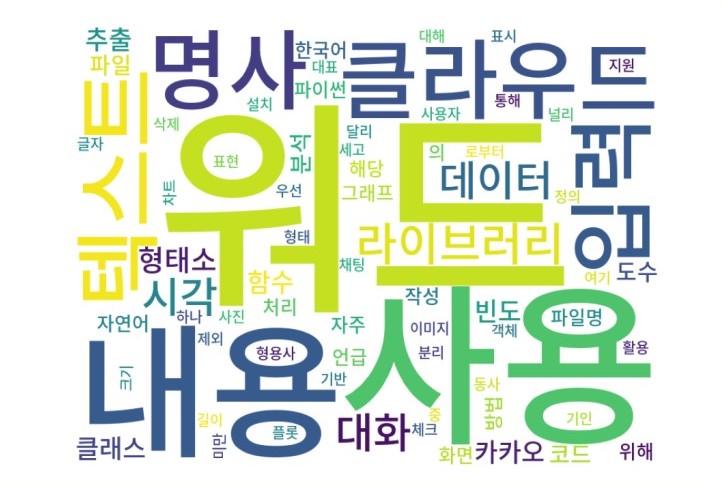 추출
명사
한국어
대해
표시
클라우드
지원
파일
대표
설치
파이썬
사용자
통해
널리
텍스트
글자
삭제
표현
워드
분석
달리
세고
해당
의
로부터
데이터
입력
차트
우선
그래프
정의
형태
라이브러리
형태소
채팅
여기
도수
시각
함수
처리
작성
빈도
파일명
자연어
하나
사진
자주
이미지
객체
내용
제외
형용사
언급
분리
사용
활용
크기
기반
동사
길이
미만
플롯
대화
체크
중
방법
기인
클래스
화면
카카오
코드
위해